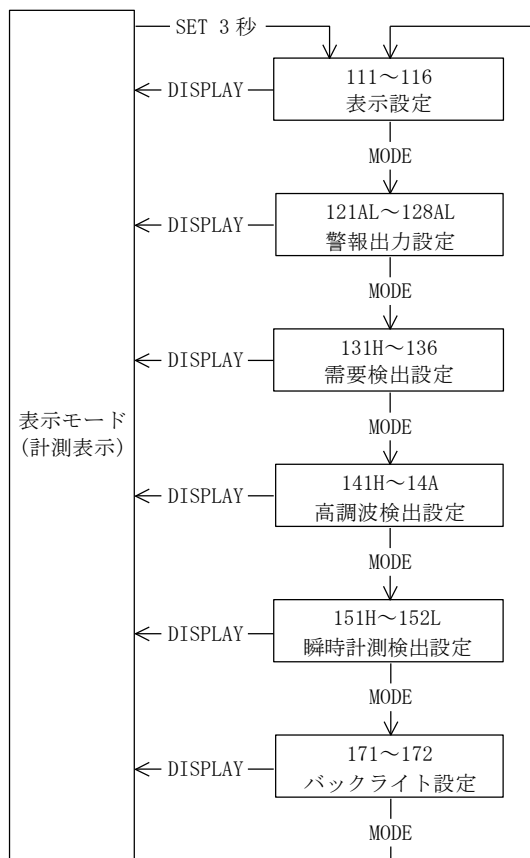 SET 3秒
111～116
表示設定
DISPLAY
MODE
121AL～128AL
警報出力設定
DISPLAY
MODE
131H～136
需要検出設定
DISPLAY
MODE
表示モード
(計測表示)
141H～14A
高調波検出設定
DISPLAY
MODE
151H～152L
瞬時計測検出設定
DISPLAY
MODE
171～172
バックライト設定
DISPLAY
MODE